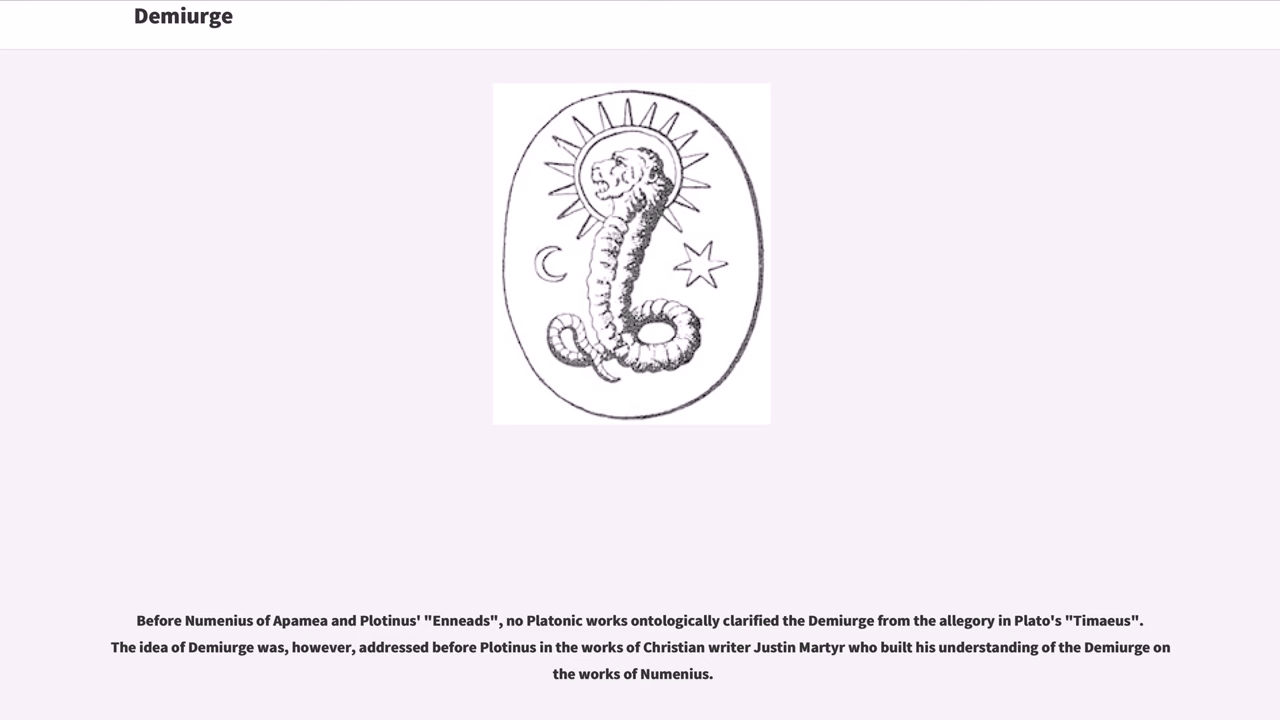 Demiurge
Before Numenius of Apamea and Plotinus' "Enneads", no Platonic works ontologically clarified the Demiurge from the allegory in Plato's "Timaeus".
The idea of Demiurge was, however, addressed before Plotinus in the works of Christian writer Justin Martyr who built his understanding of the Demiurge on
the works of Numenius.